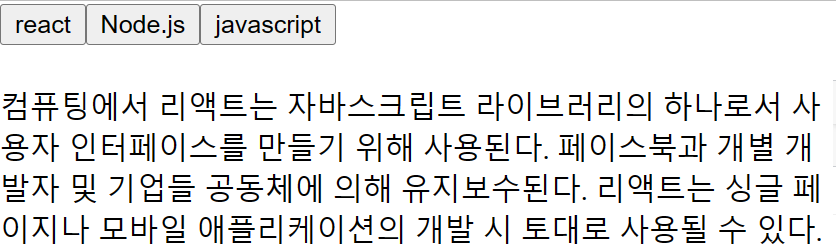 react Node.js javascript
컴퓨팅에서 리액트는 자바스크립트 라이브러리의 하나로서 사
용자 인터페이스를 만들기 위해 사용된다. 페이스북과 개별 개
발자 및 기업들 공동체에 의해 유지보수된다. 리액트는 싱글 페
이지나 모바일 애플리케이션의 개발 시 토대로 사용될 수 있다.